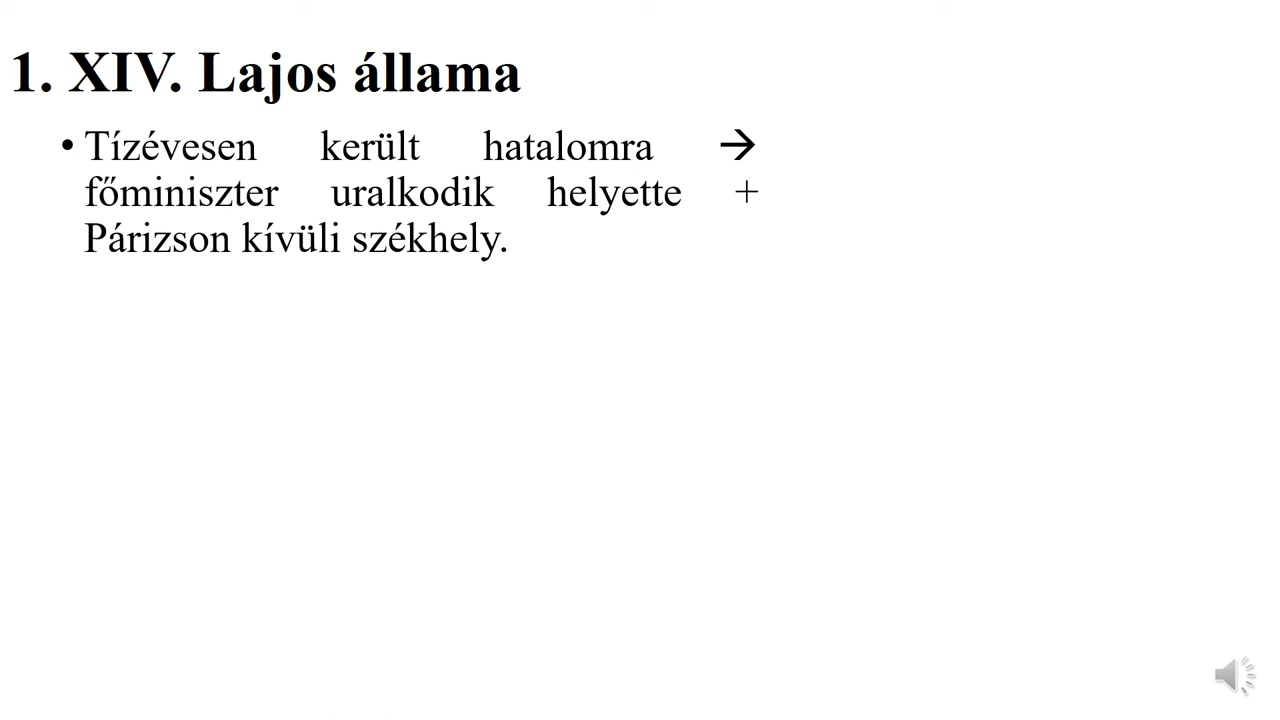 1. XIV. Lajos állama
• Tízévesen került hatalomra →
főminiszter uralkodik helyette +
Párizson kívüli székhely.